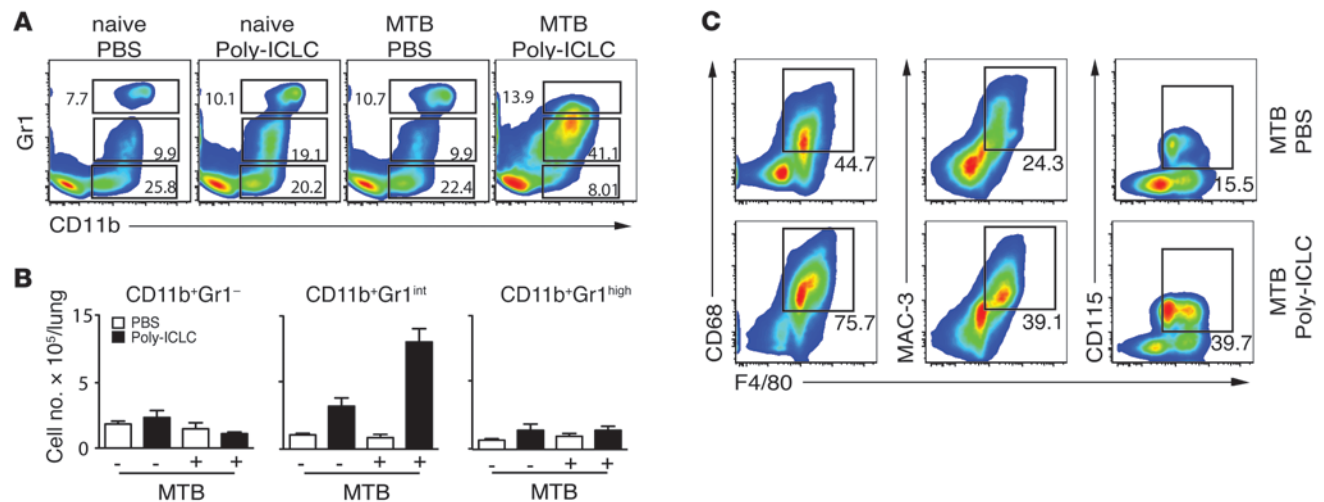 A
naive PBS
naive Poly-ICLC
MTB PBS
MTB Poly-ICLC
Gr1
7.7
9.9
25.8
10.1
19.1
20.2
10.7
9.9
22.4
13.9
41.1
8.01
CD11b
B
CD11b⁺Gr1⁻
CD11b⁺Gr1ⁱⁿᵗ
CD11b⁺Gr1ʰⁱᵍʰ
Cell no. × 10⁵/lung
15
5
0
PBS
Poly-ICLC
- - + +
MTB
- - + +
MTB
- - + +
MTB
C
MTB PBS
44.7
24.3
15.5
MTB Poly-ICLC
CD68
75.7
MAC-3
39.1
CD115
39.7
F4/80